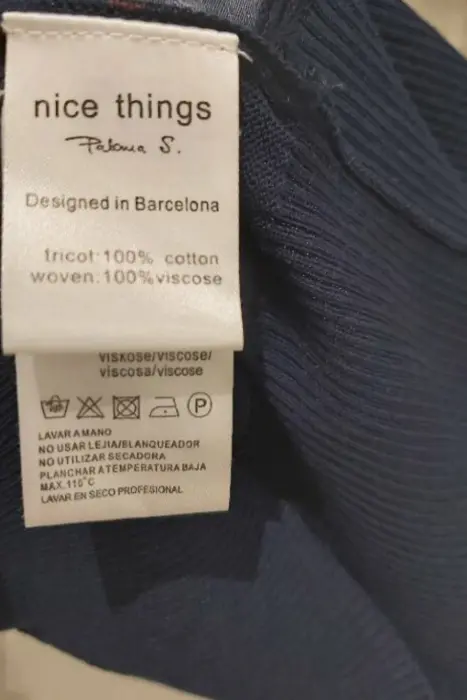 nice things
Paloma S.
Designed in Barcelona
tricot:100% cotton
woven:100%viscose
viskose/viscose/
viscosa/viscose
P
LAVAR A MANO
NO USAR LEJIA/BLANQUEADOR
NO UTILIZAR SECADORA
PLANCHAR A TEMPERATURA BAJA
MAX.110°C
LAVAR EN SECO PROFESIONAL